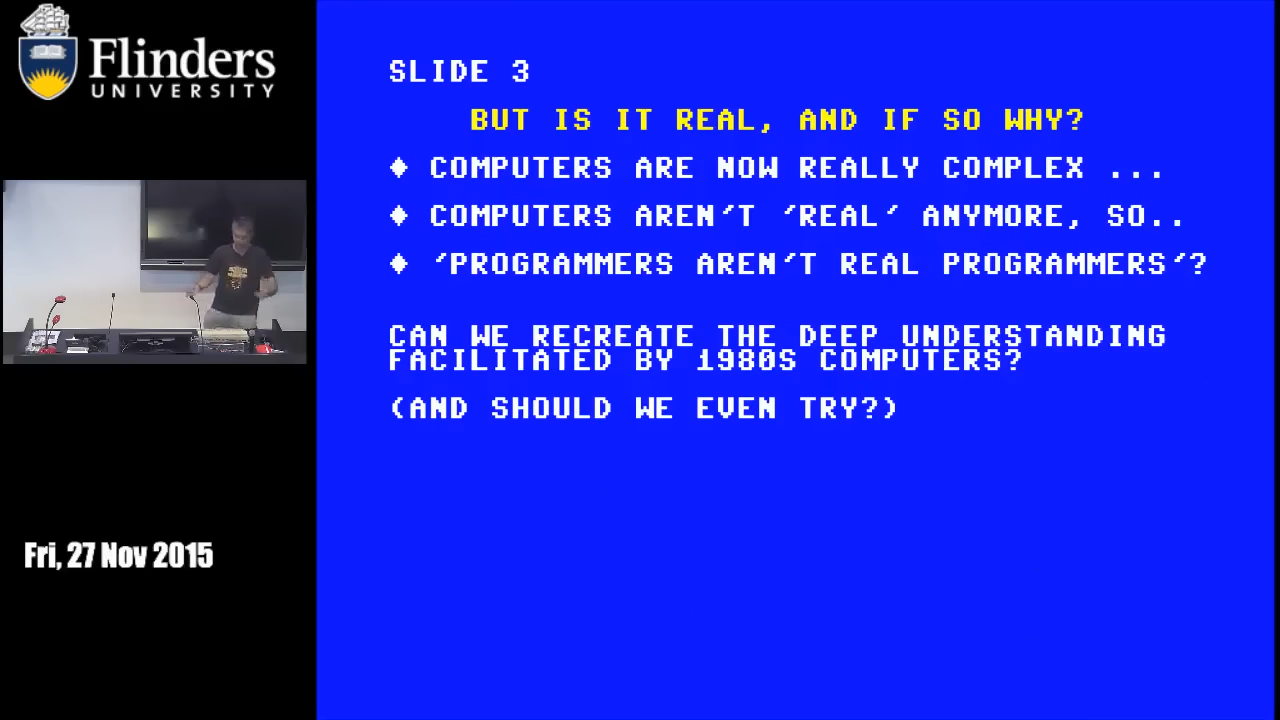 Flinders
UNIVERSITY
Fri, 27 Nov 2015
SLIDE 3
BUT IS IT REAL, AND IF SO WHY?
♦ COMPUTERS ARE NOW REALLY COMPLEX ...
♦ COMPUTERS AREN'T 'REAL' ANYMORE, SO..
♦ 'PROGRAMMERS AREN'T REAL PROGRAMMERS'?
CAN WE RECREATE THE DEEP UNDERSTANDING
FACILITATED BY 1980S COMPUTERS?
(AND SHOULD WE EVEN TRY?)